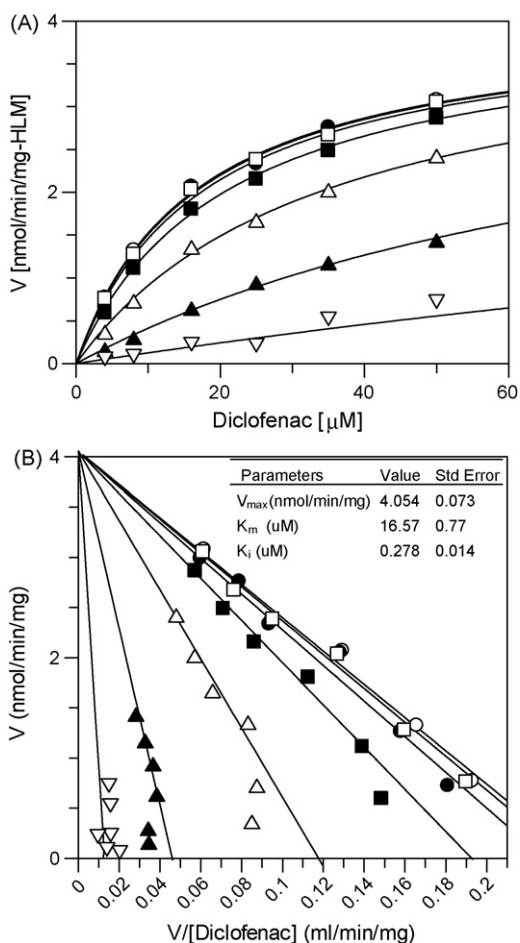 (A)
4
2
0
V [nmol/min/mg-HLM]
0 20 40 60
Diclofenac [μM]
(B)
4
2
0
V (nmol/min/mg)
Parameters Value Std Error
Vmax(nmol/min/mg) 4.054 0.073
Km (uM) 16.57 0.77
Ki (uM) 0.278 0.014
0 0.02 0.04 0.06 0.08 0.1 0.12 0.14 0.16 0.18 0.2
V/[Diclofenac] (ml/min/mg)